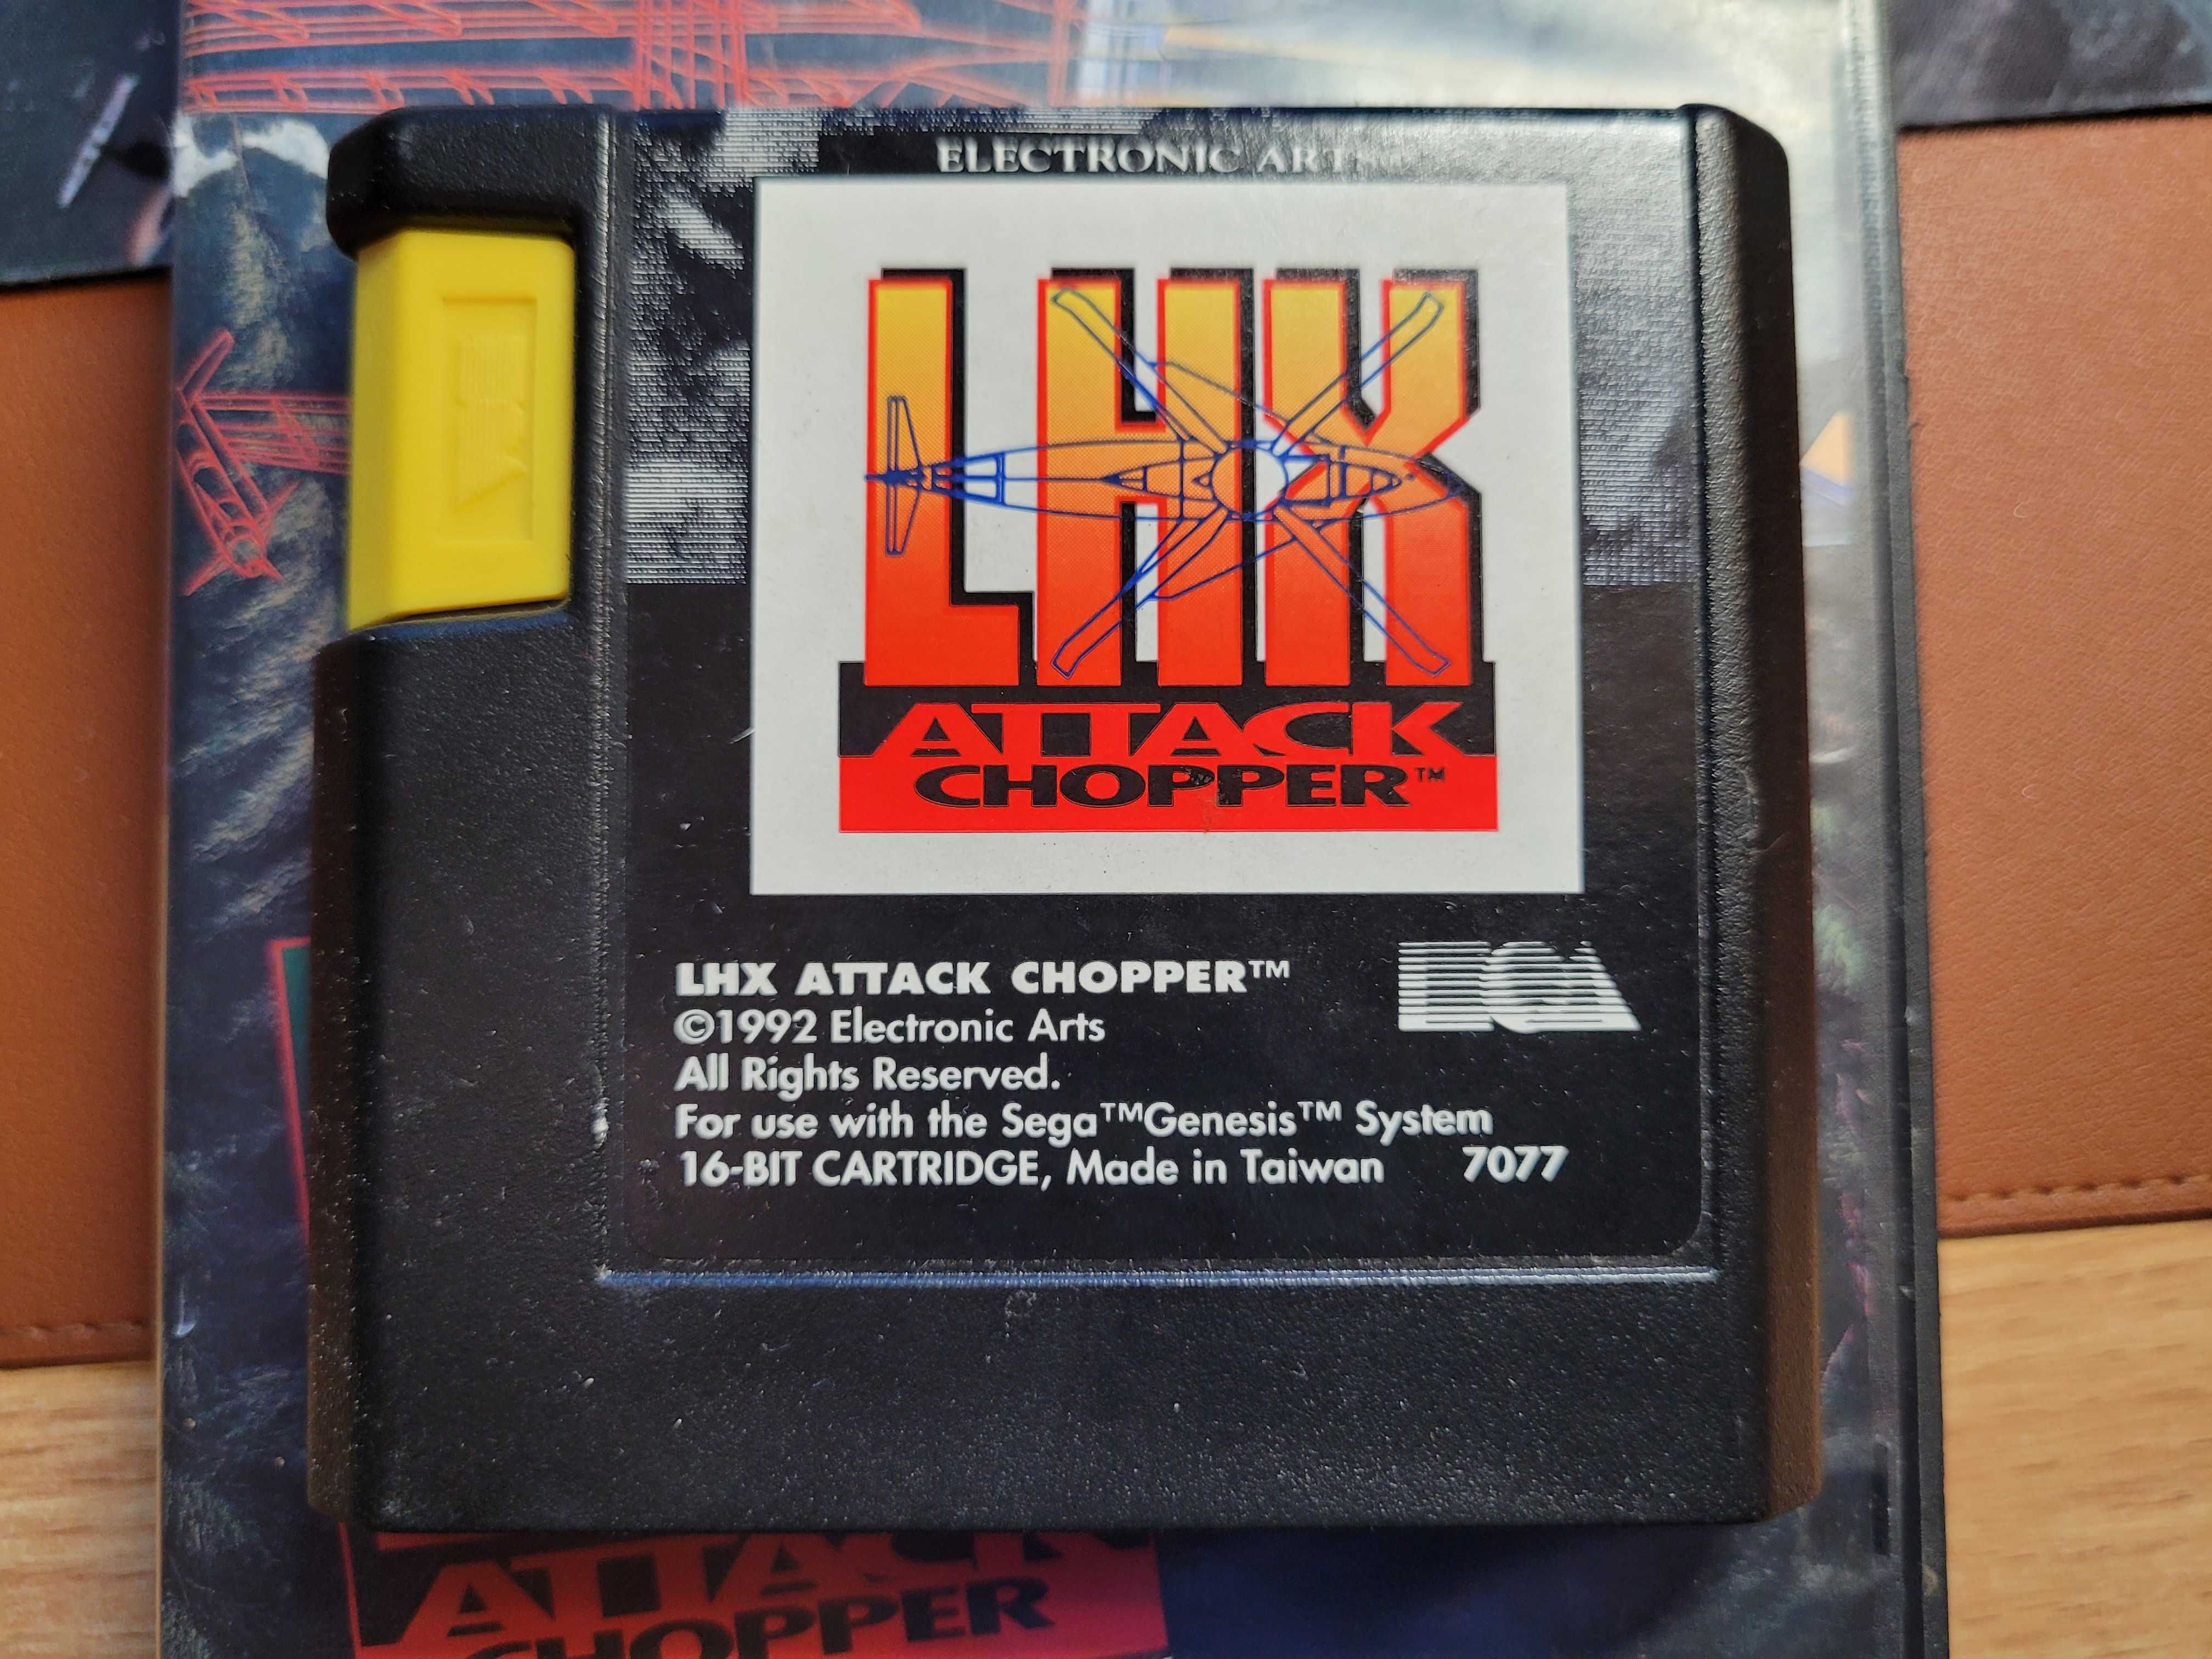 ELECTRONIC ARTS
LHX
ATTACK
CHOPPER™
LHX ATTACK CHOPPER™
EA
©1992 Electronic Arts
All Rights Reserved.
For use with the Sega™Genesis™ System
16-BIT CARTRIDGE, Made in Taiwan 7077
ATTACK
CHOPPER